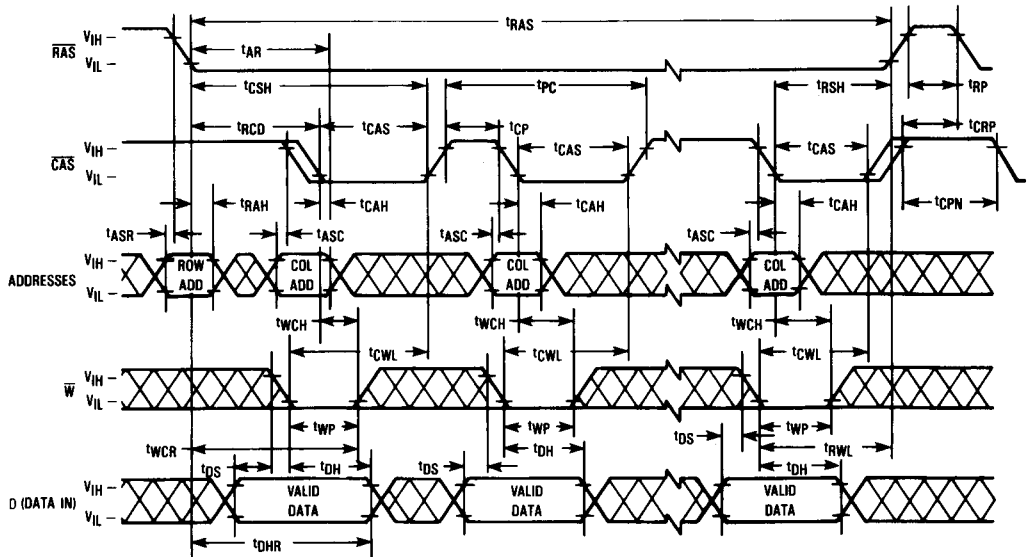 tRAS
RAS VIH
VIL
tAR
tCSH
tPC
tRSH
tRP
tRCD
tCAS
tCP
tCAS
tCAS
tCRP
CAS VIH
VIL
tRAH
tCAH
tCAH
tCAH
tCPN
tASR
tASC
tASC
tASC
ADDRESSES VIH
VIL
ROW ADD
COL ADD
COL ADD
COL ADD
tWCH
tWCH
tWCH
tCWL
tCWL
tCWL
W VIH
VIL
tWP
tWP
tWP
tWCR
tDS
tDH
tDS
tDH
tDS
tRWL
tDH
D (DATA IN) VIH
VIL
VALID DATA
VALID DATA
VALID DATA
tDHR